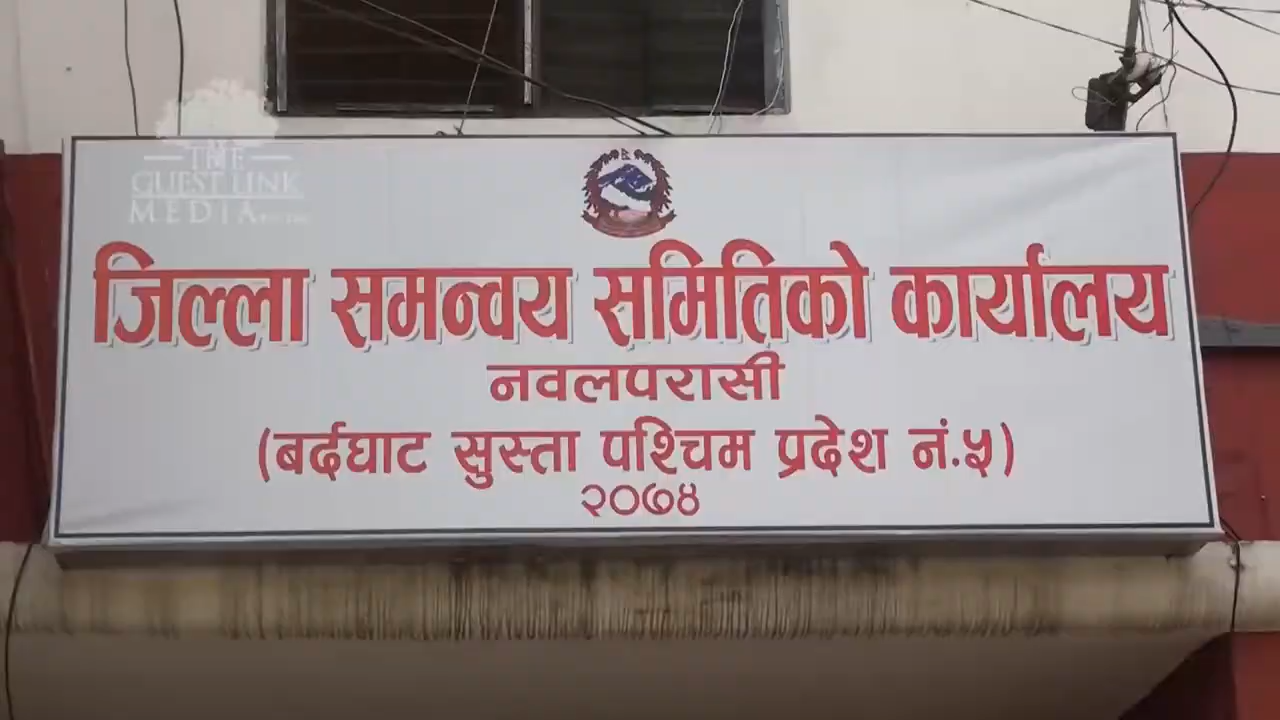 THE
GUEST LINK
MEDIA
जिल्ला समन्वय समितिको कार्यालय
नवलपरासी
(बर्दघाट सुस्ता पश्चिम प्रदेश नं.५)
२०७४